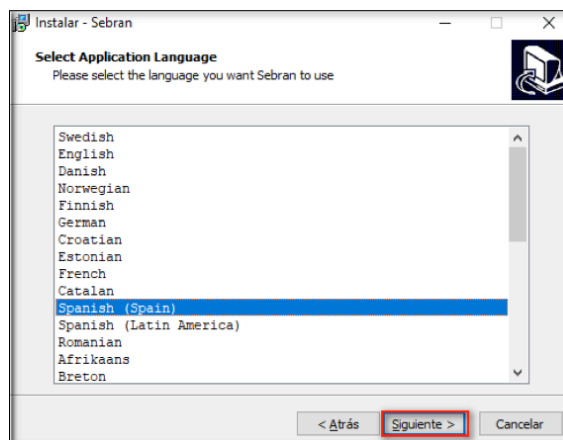 Instalar - Sebran
Select Application Language
Please select the language you want Sebran to use
Swedish
English
Danish
Norwegian
Finnish
German
Croatian
Estonian
French
Catalan
Spanish (Spain)
Spanish (Latin America)
Romanian
Afrikaans
Breton
< Atrás Siguiente > Cancelar